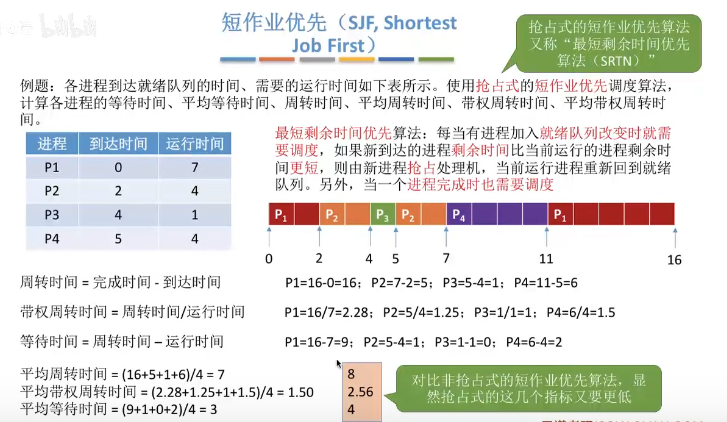 短作业优先（SJF, Shortest
Job First）
抢占式的短作业优先算法
又称“最短剩余时间优先
算法（SRTN）”
例题：各进程到达就绪队列的时间、需要的运行时间如下表所示。使用抢占式的短作业优先调度算法，
计算各进程的等待时间、平均等待时间、周转时间、平均周转时间、带权周转时间、平均带权周转时
间。
进程 到达时间 运行时间
P1 0 7
P2 2 4
P3 4 1
P4 5 4
最短剩余时间优先算法：每当有进程加入就绪队列改变时就需
要调度，如果新到达的进程剩余时间比当前运行的进程剩余时
间更短，则由新进程抢占处理机，当前运行进程重新回到就绪
队列。另外，当一个进程完成时也需要调度
P1 P2 P3 P2 P4 P1
0 2 4 5 7 11 16
周转时间 = 完成时间 - 到达时间 P1=16-0=16；P2=7-2=5；P3=5-4=1；P4=11-5=6
带权周转时间 = 周转时间/运行时间 P1=16/7=2.28；P2=5/4=1.25；P3=1/1=1；P4=6/4=1.5
等待时间 = 周转时间 – 运行时间 P1=16-7=9；P2=5-4=1；P3=1-1=0；P4=6-4=2
平均周转时间 = (16+5+1+6)/4 = 7
平均带权周转时间 = (2.28+1.25+1+1.5)/4 = 1.50
平均等待时间 = (9+1+0+2)/4 = 3
8
2.56
4
对比非抢占式的短作业优先算法，显
然抢占式的这几个指标又要更低